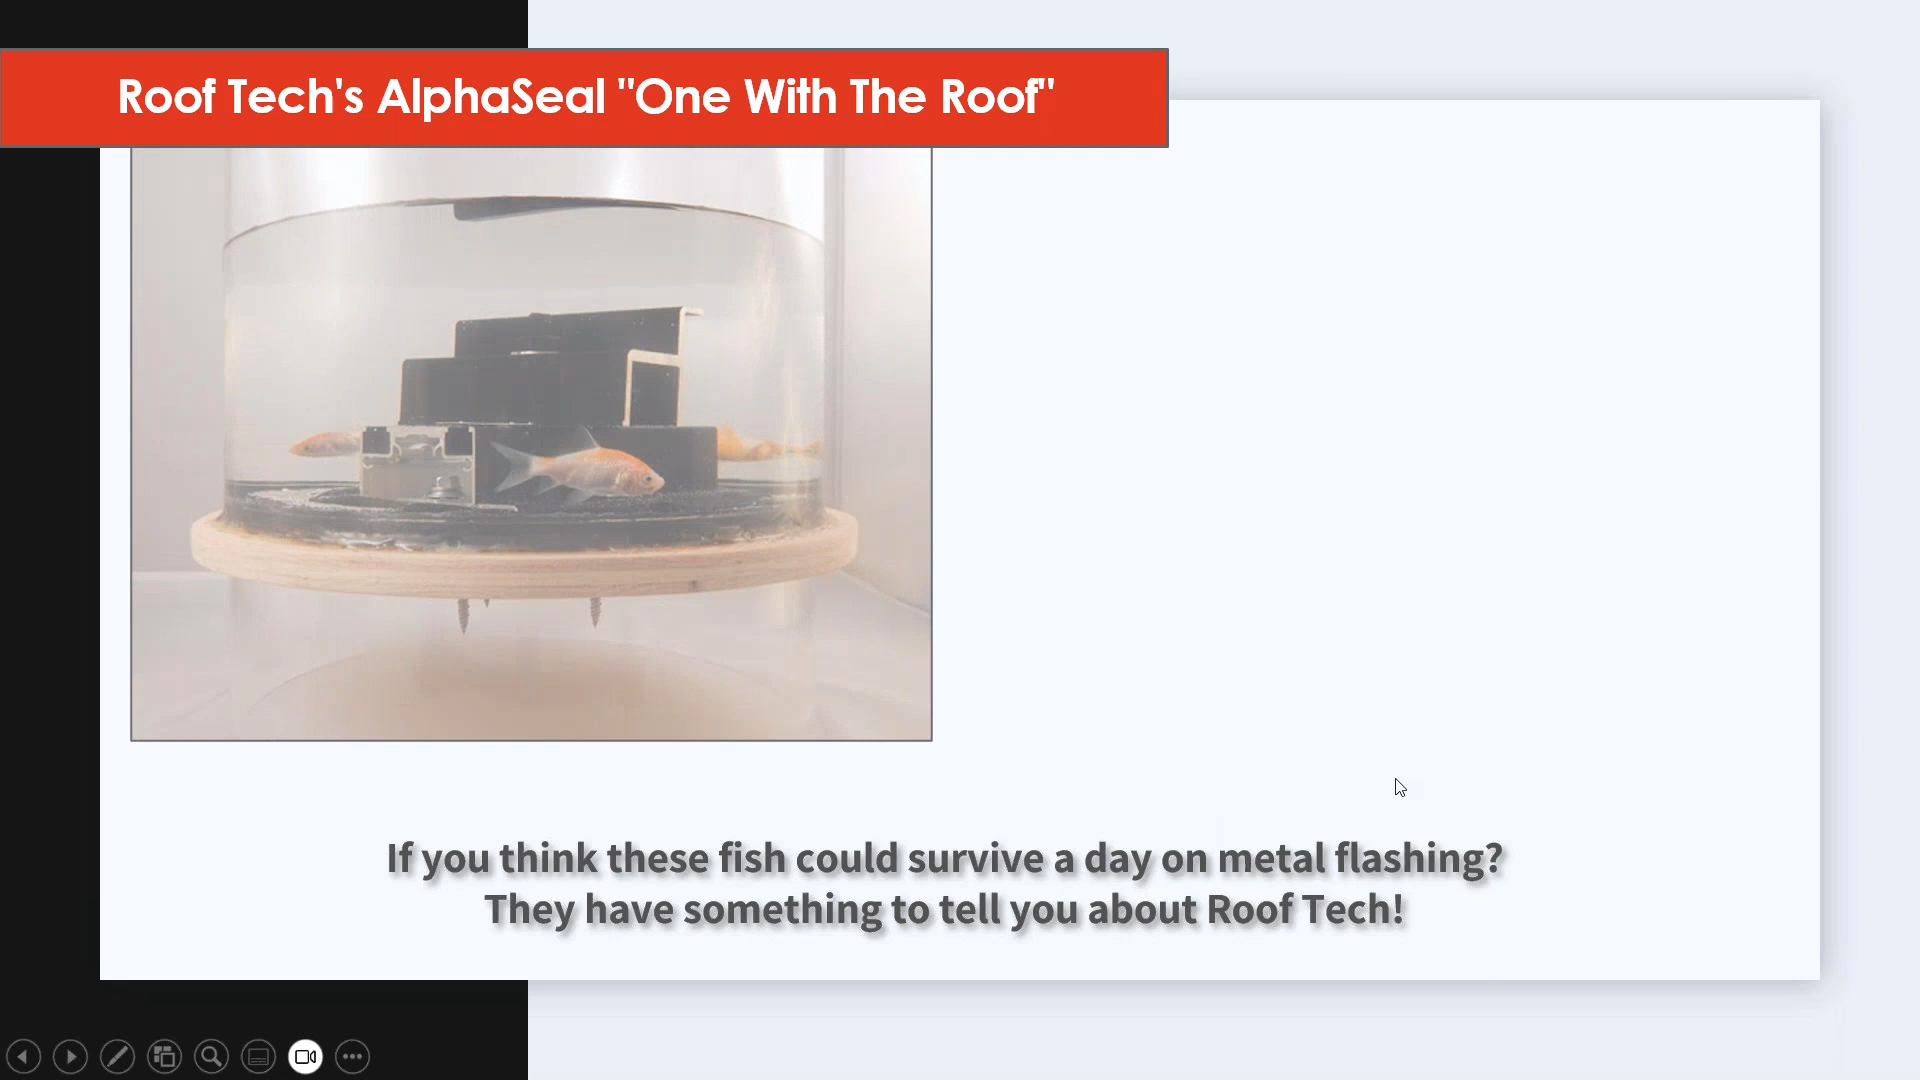 Roof Tech's AlphaSeal "One With The Roof"
If you think these fish could survive a day on metal flashing?
They have something to tell you about Roof Tech!